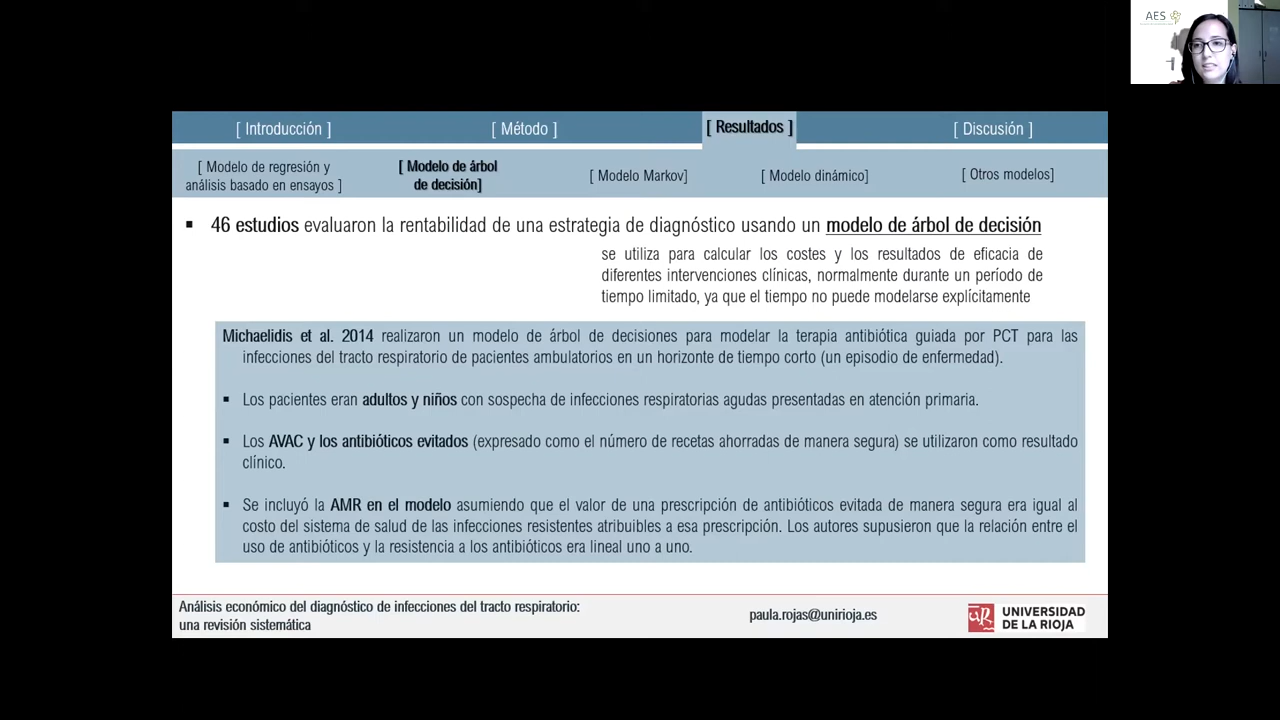 AES
[ Introducción ]
[ Método ]
[ Resultados ]
[ Discusión ]
[ Modelo de regresión y
análisis basado en ensayos ]
[ Modelo de árbol
de decisión]
[ Modelo Markov]
[ Modelo dinámico]
[ Otros modelos]
▪ 46 estudios evaluaron la rentabilidad de una estrategia de diagnóstico usando un modelo de árbol de decisión
se utiliza para calcular los costes y los resultados de eficacia de
diferentes intervenciones clínicas, normalmente durante un período de
tiempo limitado, ya que el tiempo no puede modelarse explícitamente
Michaelidis et al. 2014 realizaron un modelo de árbol de decisiones para modelar la terapia antibiótica guiada por PCT para las
infecciones del tracto respiratorio de pacientes ambulatorios en un horizonte de tiempo corto (un episodio de enfermedad).
▪ Los pacientes eran adultos y niños con sospecha de infecciones respiratorias agudas presentadas en atención primaria.
▪ Los AVAC y los antibióticos evitados (expresado como el número de recetas ahorradas de manera segura) se utilizaron como resultado
clínico.
▪ Se incluyó la AMR en el modelo asumiendo que el valor de una prescripción de antibióticos evitada de manera segura era igual al
costo del sistema de salud de las infecciones resistentes atribuibles a esa prescripción. Los autores supusieron que la relación entre el
uso de antibióticos y la resistencia a los antibióticos era lineal uno a uno.
Análisis económico del diagnóstico de infecciones del tracto respiratorio:
una revisión sistemática
paula.rojas@unirioja.es
UNIVERSIDAD
DE LA RIOJA